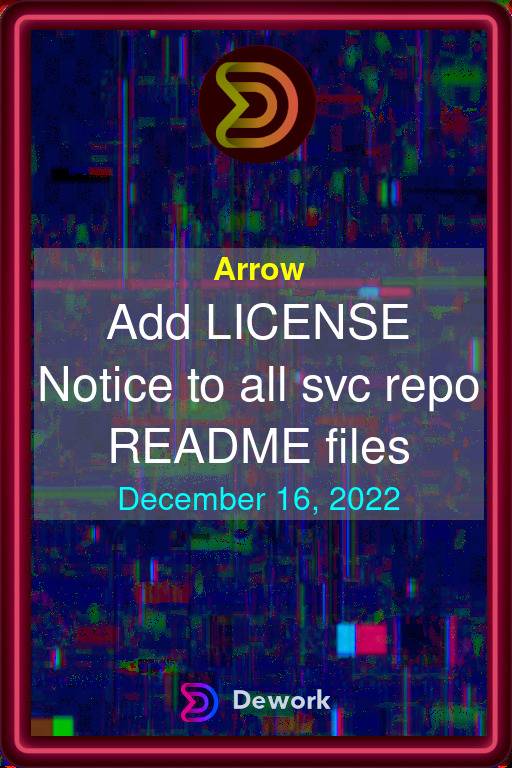 Arrow
Add LICENSE
Notice to all svc repo
README files
December 16, 2022
Dework